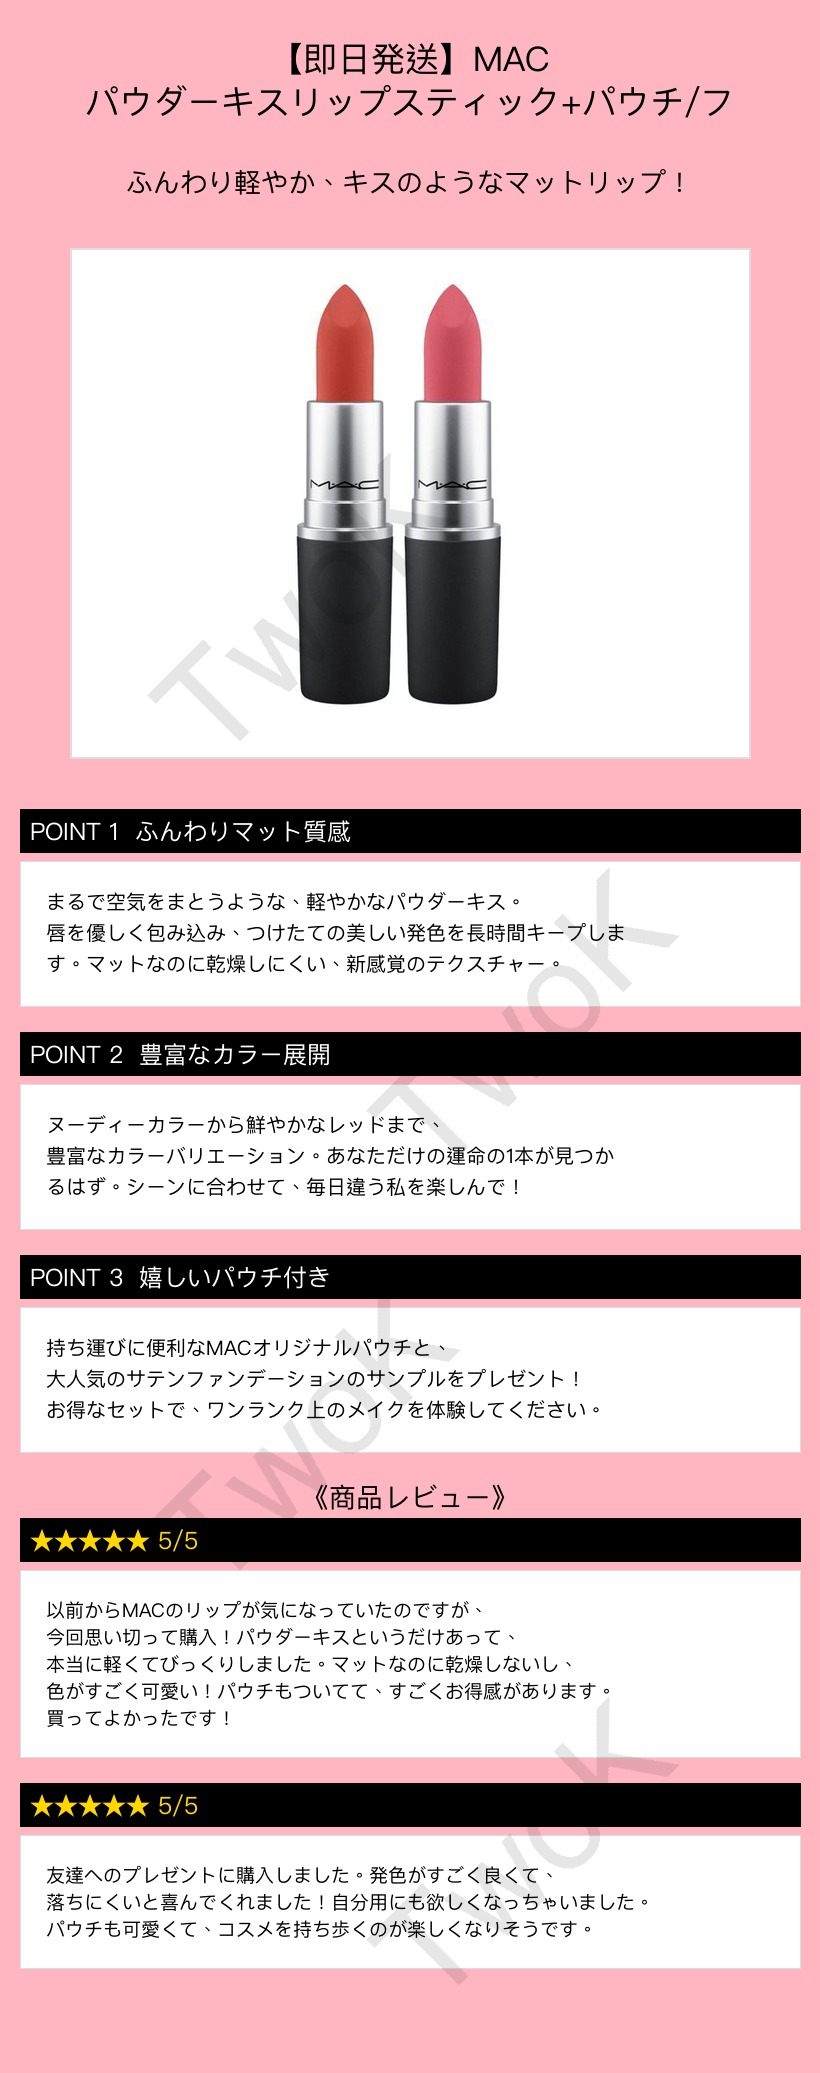 【即日発送】MAC
パウダーキスリップスティック+パウチ/フ
ふんわり軽やか、キスのようなマットリップ！
MAC MAC
TwoK
POINT 1 ふんわりマット質感
まるで空気をまとうような、軽やかなパウダーキス。
唇を優しく包み込み、つけたての美しい発色を長時間キープしま
す。マットなのに乾燥しにくい、新感覚のテクスチャー。
TwoK
POINT 2 豊富なカラー展開
ヌーディーカラーから鮮やかなレッドまで、
豊富なカラーバリエーション。あなただけの運命の1本が見つか
るはず。シーンに合わせて、毎日違う私を楽しんで！
POINT 3 嬉しいパウチ付き
持ち運びに便利なMACオリジナルパウチと、
大人気のサテンファンデーションのサンプルをプレゼント！
お得なセットで、ワンランク上のメイクを体験してください。
TwoK
《商品レビュー》
★★★★★ 5/5
以前からMACのリップが気になっていたのですが、
今回思い切って購入！パウダーキスというだけあって、
本当に軽くてびっくりしました。マットなのに乾燥しないし、
色がすごく可愛い！パウチもついてて、すごくお得感があります。
買ってよかったです！
★★★★★ 5/5
友達へのプレゼントに購入しました。発色がすごく良くて、
落ちにくいと喜んでくれました！自分用にも欲しくなっちゃいました。
パウチも可愛くて、コスメを持ち歩くのが楽しくなりそうです。
TwoK